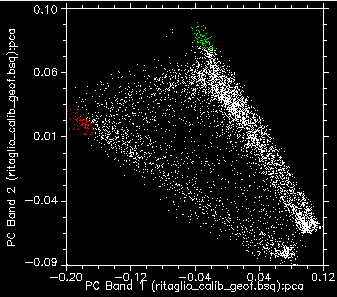 0.10
0.06
0.01
-0.04
-0.09
PC Band 2 (ritaglio_calib_geof.bsq):pca
-0.20 -0.12 -0.04 0.04 0.12
PC Band 1 (ritaglio_calib_geof.bsq):pca